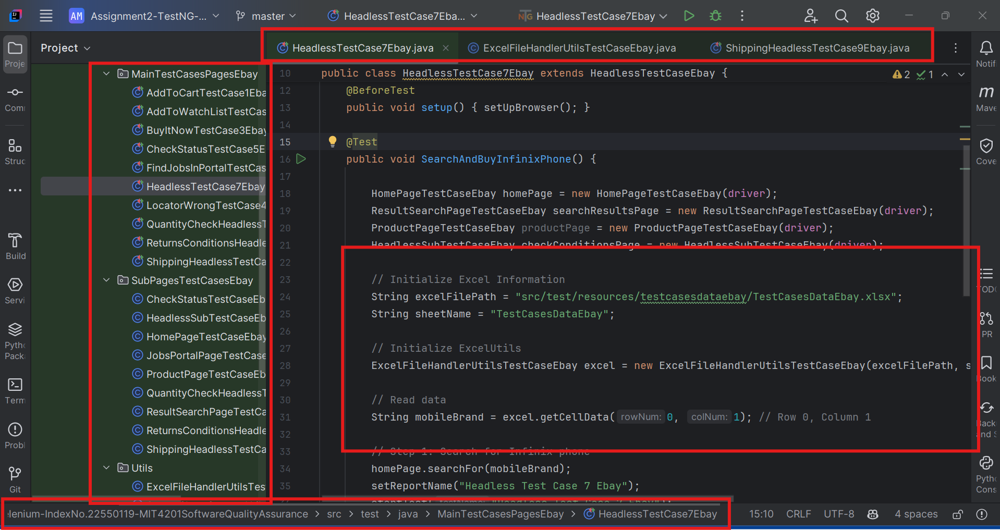 AM Assignment2-TestNG-... master HeadlessTestCase7Eba... HeadlessTestCase7Ebay
Project
HeadlessTestCase7Ebay.java ExcelFileHandlerUtilsTestCaseEbay.java ShippingHeadlessTestCase9Ebay.java
Proje
Comr
Struc
Build
Servi
Pytho
Pack
Term
Probl
Git
MainTestCasesPagesEbay
AddToCartTestCase1Eba
AddToWatchListTestCas
BuyItNowTestCase3Ebay
CheckStatusTestCase5E
FindJobsInPortalTestCas
HeadlessTestCase7Ebay
LocatorWrongTestCase4
QuantityCheckHeadlessT
ReturnsConditionsHeadle
ShippingHeadlessTestCa
SubPagesTestCasesEbay
CheckStatusTestCaseEb
HeadlessSubTestCaseEb
HomePageTestCaseEbay
JobsPortalPageTestCase
ProductPageTestCaseEb
QuantityCheckHeadlessT
ResultSearchPageTestCa
ReturnsConditionsHeadle
ShippingHeadlessTestCa
Utils
ExcelFileHandlerUtilsTes
10 public class HeadlessTestCase7Ebay extends HeadlessTestCaseEbay {
2 1
12 @BeforeTest
13 public void setup() { setUpBrowser(); }
14
15 @Test
16 public void SearchAndBuyInfinixPhone() {
17
18 HomePageTestCaseEbay homePage = new HomePageTestCaseEbay(driver);
19 ResultSearchPageTestCaseEbay searchResultsPage = new ResultSearchPageTestCaseEbay(driver);
20 ProductPageTestCaseEbay productPage = new ProductPageTestCaseEbay(driver);
21 HeadlessSubTestCaseEbay checkConditionsPage = new HeadlessSubTestCaseEbay(driver);
22
23 // Initialize Excel Information
24 String excelFilePath = "src/test/resources/testcasesdataebay/TestCasesDataEbay.xlsx";
25 String sheetName = "TestCasesDataEbay";
26
27 // Initialize ExcelUtils
28 ExcelFileHandlerUtilsTestCaseEbay excel = new ExcelFileHandlerUtilsTestCaseEbay(excelFilePath, s
29
30 // Read data
31 String mobileBrand = excel.getCellData( rowNum: 0, colNum: 1); // Row 0, Column 1
32
33 // Step 1: Search for Infinix phone
34 homePage.searchFor(mobileBrand);
35 setReportName("Headless Test Case 7 Ebay");
Notifi
m
Mave
Cove
TODO
PR
Book
Back
and S
Pytho
Cons
lenium-IndexNo.22550119-MIT4201SoftwareQualityAssurance > src > test > java > MainTestCasesPagesEbay > HeadlessTestCase7Ebay
15:10 CRLF UTF-8 4 spaces